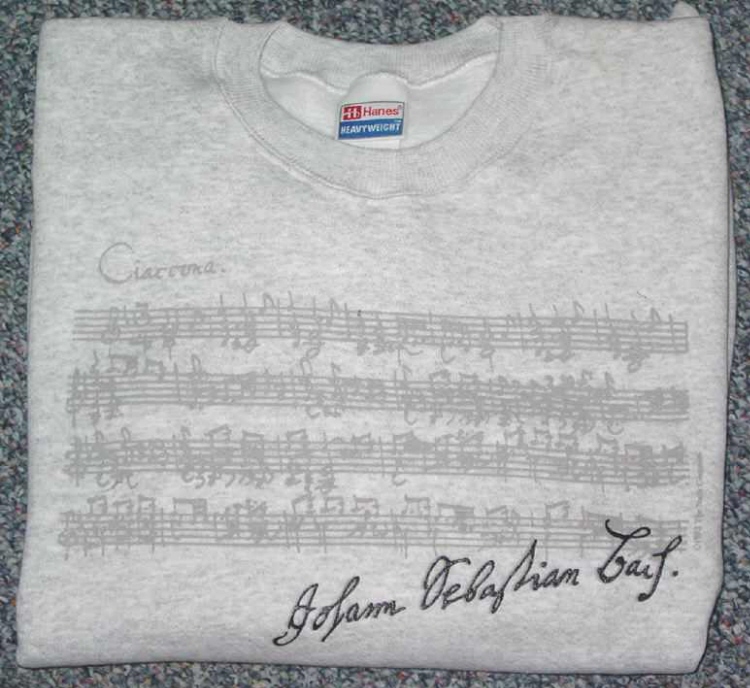 Hanes
HEAVYWEIGHT
Ciaccona.
Johann Sebastian Bach.